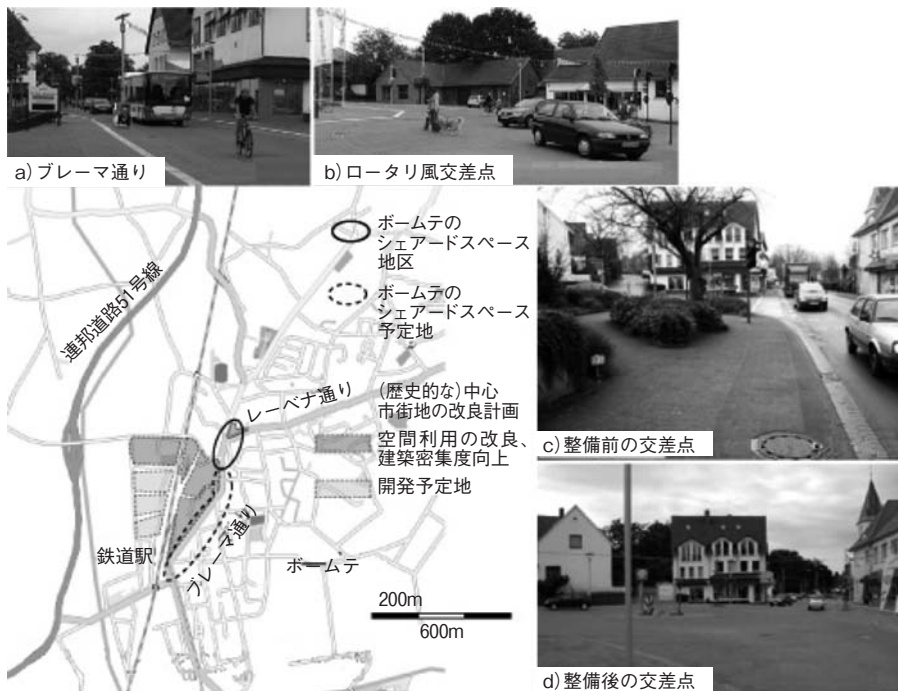 a）ブレーマ通り
b）ロータリ風交差点
連邦道路51号線
ボームテの
シェアードスペース
地区
ボームテの
シェアードスペース
予定地
レーベナ通り
(歴史的な)中心
市街地の改良計画
空間利用の改良、
建築密集度向上
開発予定地
鉄道駅
ブレーマ通り
ボームテ
200m
600m
c）整備前の交差点
d）整備後の交差点